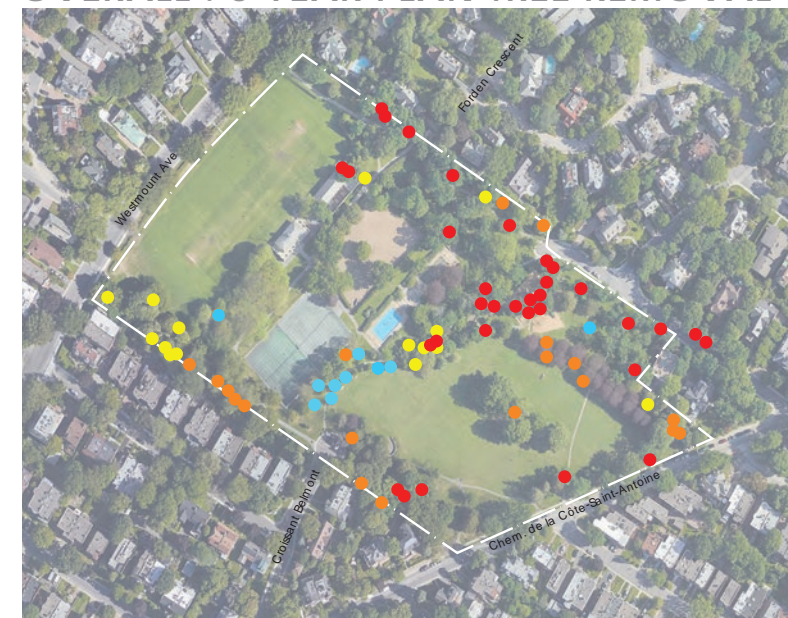 Forden Crescent
Westmount Ave
Croissant Belmont
Chem. de la Côte-Saint-Antoine